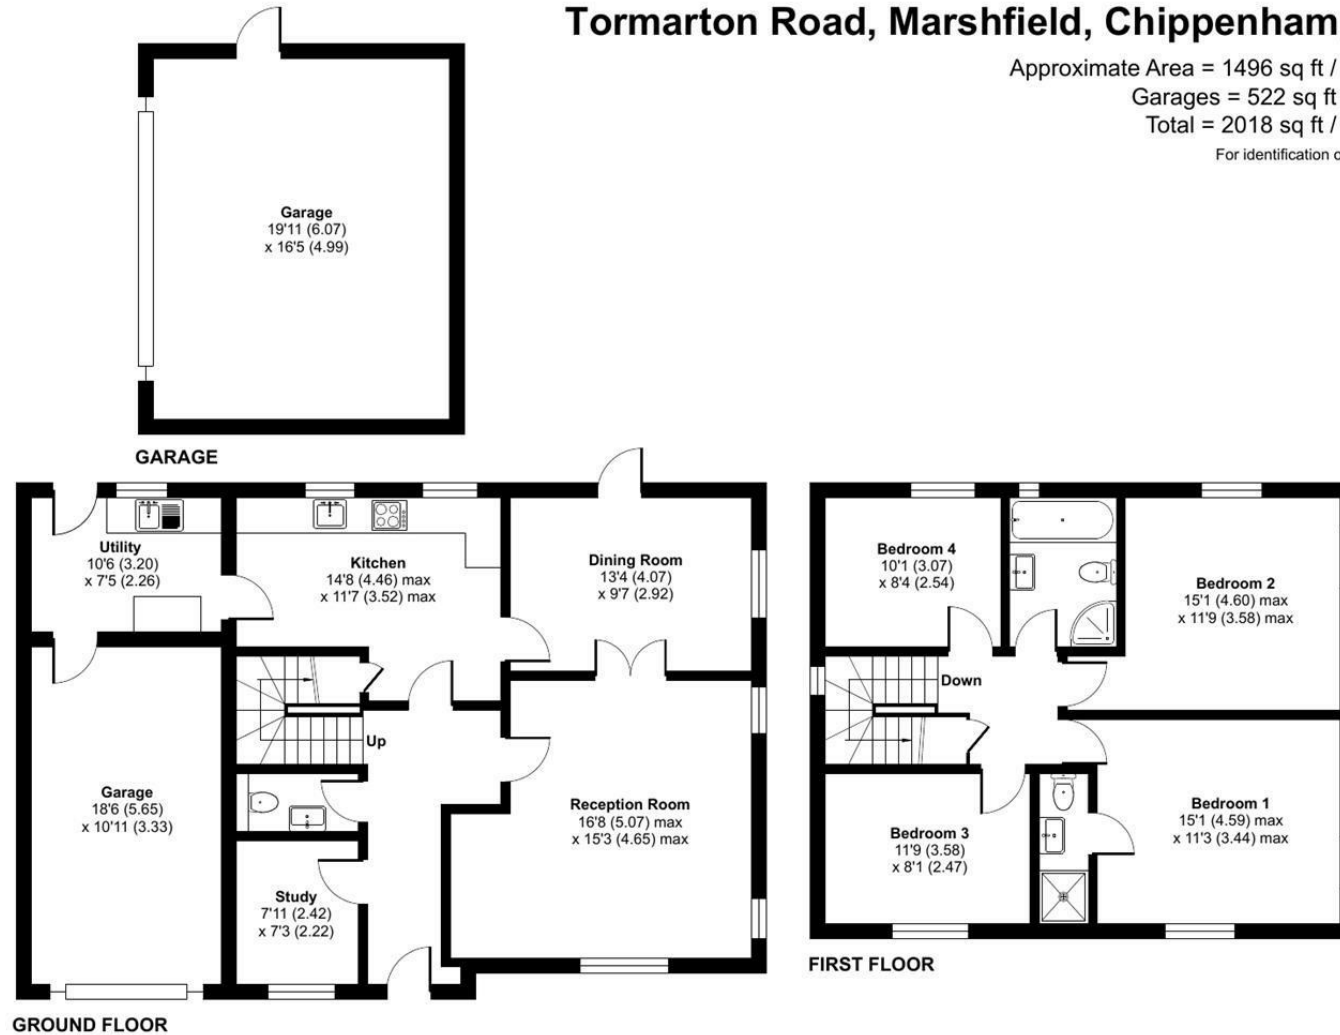 Tormarton Road, Marshfield, Chippenham
Approximate Area = 1496 sq ft /
Garages = 522 sq ft
Total = 2018 sq ft /
For identification o
Garage
19'11 (6.07)
x 16'5 (4.99)
GARAGE
Utility
10'6 (3.20)
x 7'5 (2.26)
Kitchen
14'8 (4.46) max
x 11'7 (3.52) max
Dining Room
13'4 (4.07)
x 9'7 (2.92)
Up
Garage
18'6 (5.65)
x 10'11 (3.33)
Reception Room
16'8 (5.07) max
x 15'3 (4.65) max
Study
7'11 (2.42)
x 7'3 (2.22)
GROUND FLOOR
Bedroom 4
10'1 (3.07)
x 8'4 (2.54)
Bedroom 2
15'1 (4.60) max
x 11'9 (3.58) max
Down
Bedroom 3
11'9 (3.58)
x 8'1 (2.47)
Bedroom 1
15'1 (4.59) max
x 11'3 (3.44) max
FIRST FLOOR